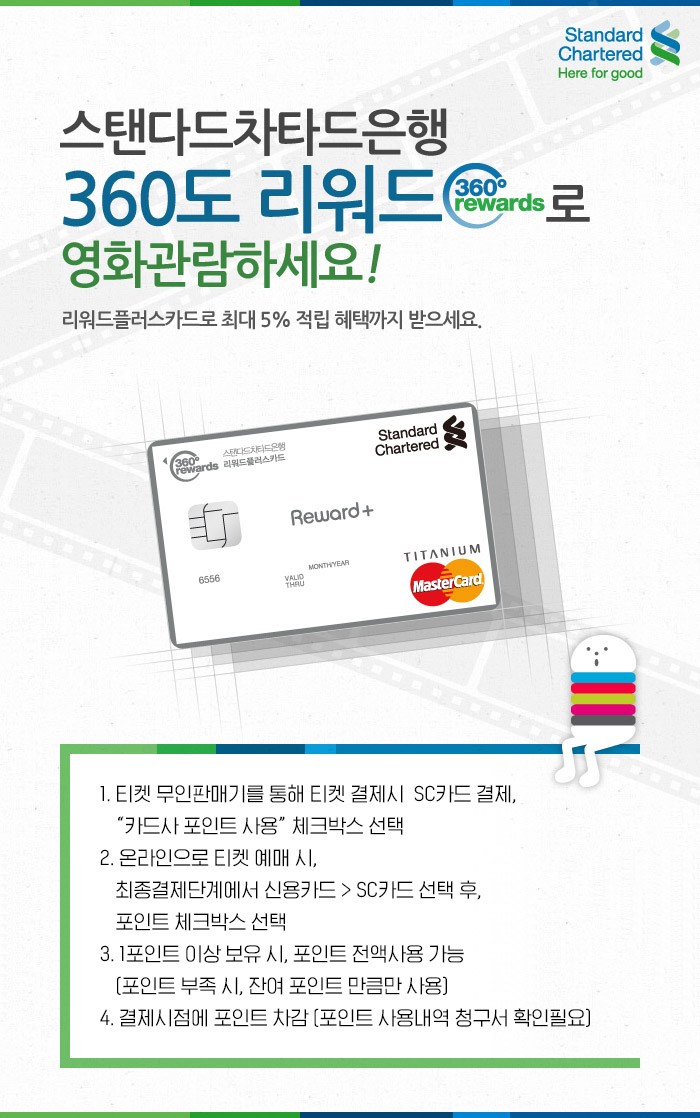 Standard
Chartered
Here for good
스탠다드차타드은행
360도 리워드 360° rewards로
영화관람하세요!
리워드플러스카드로 최대 5% 적립 혜택까지 받으세요.
360° rewards
스탠다드차타드은행
리워드플러스카드
Standard
Chartered
Reward+
6556
MONTH/YEAR
VALID
THRU
TITANIUM
MasterCard
1. 티켓 무인판매기를 통해 티켓 결제시 SC카드 결제,
“카드사 포인트 사용” 체크박스 선택
2. 온라인으로 티켓 예매 시,
최종결제단계에서 신용카드 > SC카드 선택 후,
포인트 체크박스 선택
3. 1포인트 이상 보유 시, 포인트 전액사용 가능
(포인트 부족 시, 잔여 포인트 만큼만 사용)
4. 결제시점에 포인트 차감 (포인트 사용내역 청구서 확인필요)